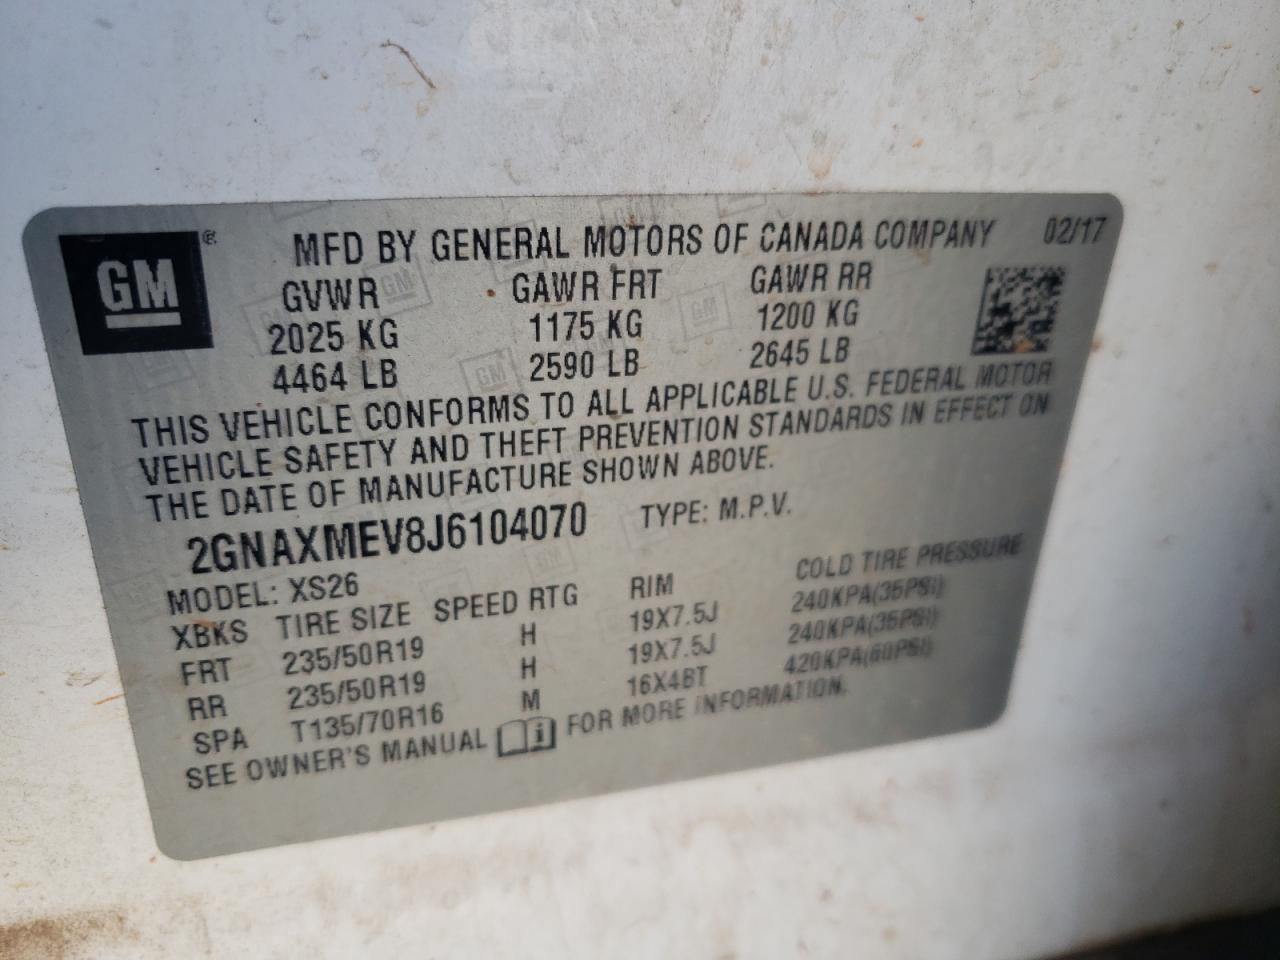 GM®
MFD BY GENERAL MOTORS OF CANADA COMPANY 02/17
GVWR GAWR FRT GAWR RR
2025 KG 1175 KG 1200 KG
4464 LB 2590 LB 2645 LB
THIS VEHICLE CONFORMS TO ALL APPLICABLE U.S. FEDERAL MOTOR
VEHICLE SAFETY AND THEFT PREVENTION STANDARDS IN EFFECT ON
THE DATE OF MANUFACTURE SHOWN ABOVE.
2GNAXMEV8J6104070 TYPE: M.P.V.
MODEL: XS26
XBKS TIRE SIZE SPEED RTG RIM COLD TIRE PRESSURE
FRT 235/50R19 H 19X7.5J 240KPA(35PSI)
RR 235/50R19 H 19X7.5J 240KPA(35PSI)
SPA T135/70R16 M 16X4BT 420KPA(60PSI)
SEE OWNER'S MANUAL FOR MORE INFORMATION.